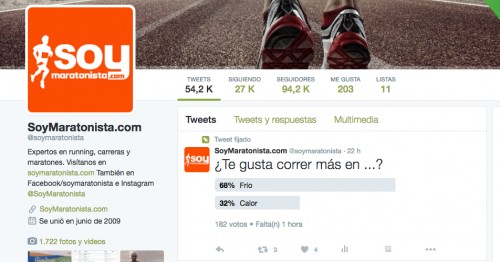 SOY
maratonista.com
TWEETS SIGUIENDO SEGUIDORES ME GUSTA LISTAS
54,2 K 27 K 94,2 K 203 11
SoyMaratonista.com
@soymaratonista
Expertos en running, carreras y
maratones. Visítanos en
soymaratonista.com También en
Facebook/soymaratonista e Instagram
@SoyMaratonista
SoyMaratonista.com
Se unió en junio de 2009
1.722 fotos y videos
Tweets Tweets y respuestas Multimedia
Tweet fijado
SoyMaratonista.com @soymaratonista · 22 h
¿Te gusta correr más en ...?
68% Frío
32% Calor
182 votos • Falta(n) 1 hora
3 4